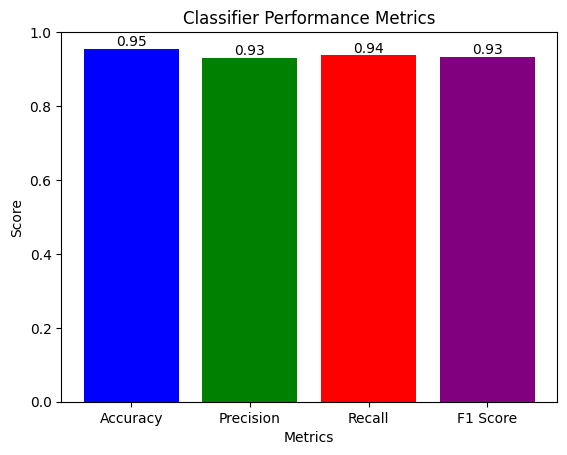 Classifier Performance Metrics
1.0
0.8
0.6
0.4
0.2
0.0
Score
0.95
0.93
0.94
0.93
Accuracy
Precision
Recall
F1 Score
Metrics